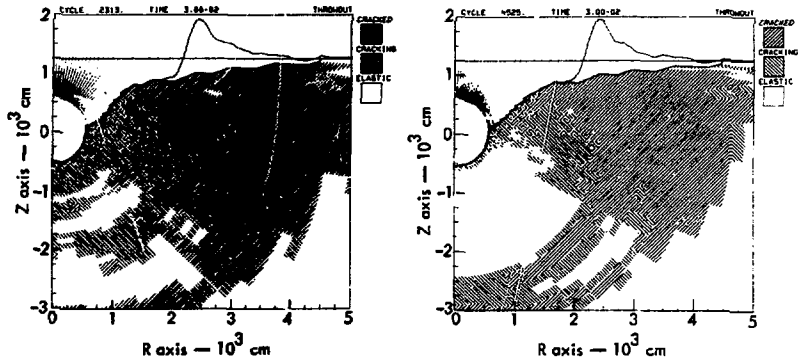 CYCLE 2313. TIME 3.00-02 THROWOUT
CRACKED
CRACKING
ELASTIC
2
1
0
-1
-2
-3
Z axis — 10³ cm
0 1 2 3 4 5
R axis — 10³ cm
CYCLE 4525. TIME 3.00-02 THROWOUT
CRACKED
CRACKING
ELASTIC
2
1
0
-1
-2
-3
Z axis — 10³ cm
0 1 2 3 4 5
R axis — 10³ cm